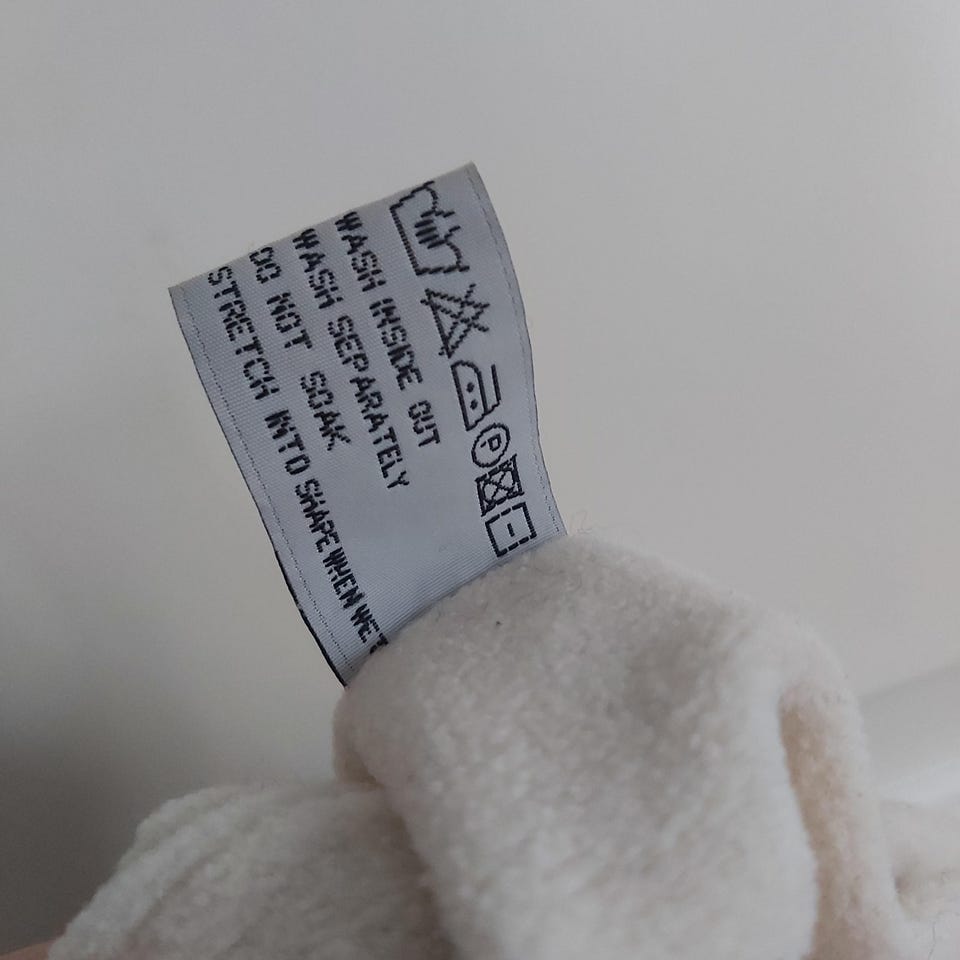 P
WASH INSIDE OUT
WASH SEPARATELY
DO NOT SOAK
STRETCH INTO SHAPE WHEN WET